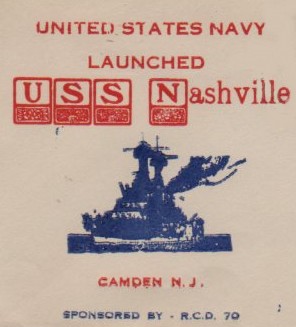 UNITED STATES NAVY
LAUNCHED
USS Nashville
CAMDEN N.J.
SPONSORED BY - R.C.D. 70